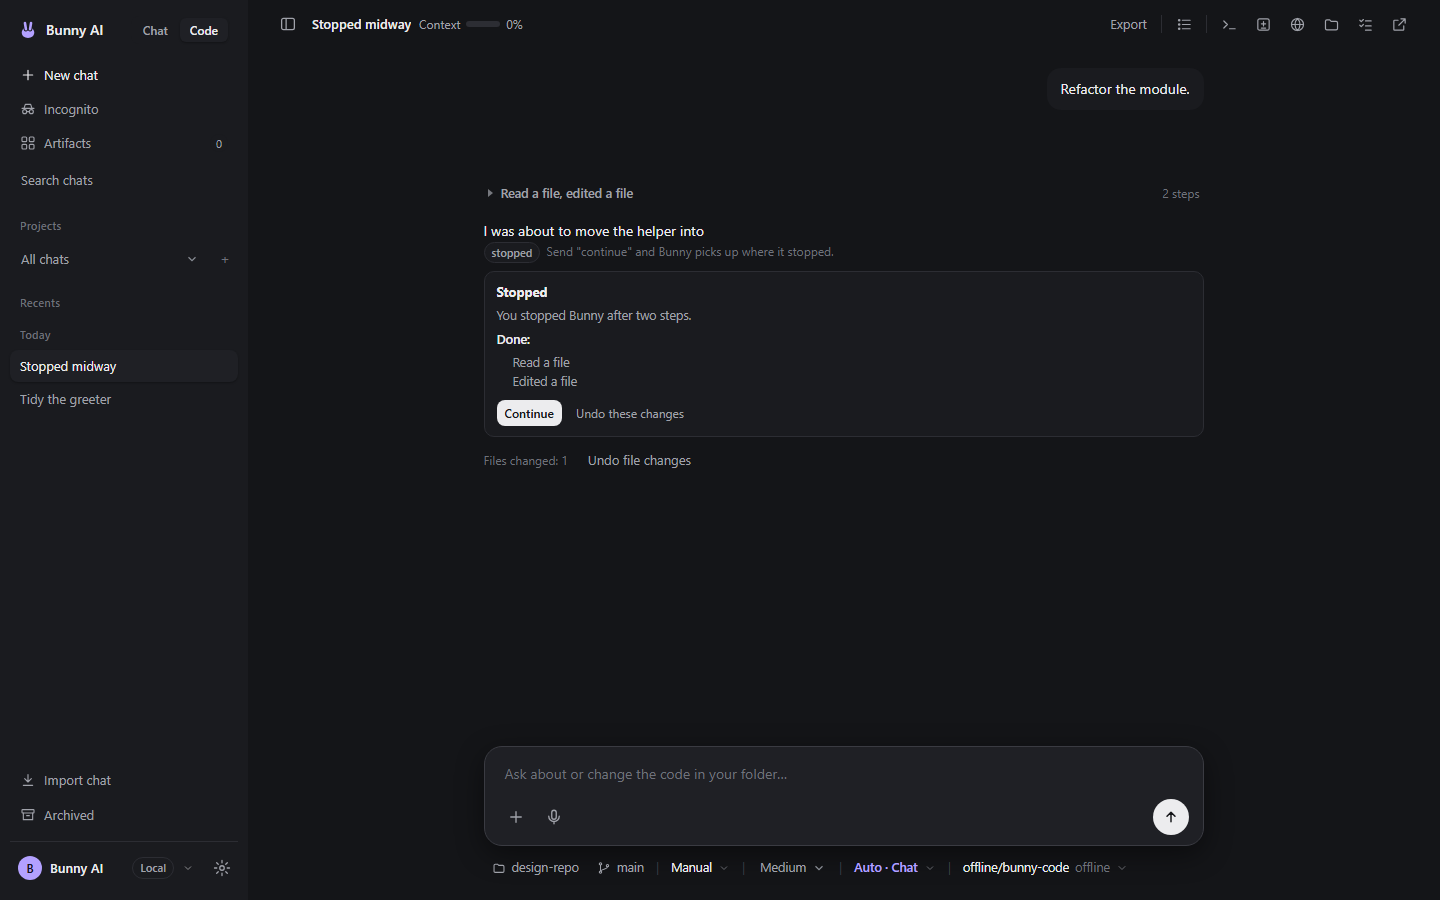 Bunny AI
Chat
Code
New chat
Incognito
Artifacts
0
Search chats
Projects
All chats
+
Recents
Today
Stopped midway
Tidy the greeter
Import chat
Archived
B
Bunny AI
Local
Stopped midway
Context
0%
Export
Refactor the module.
Read a file, edited a file
2 steps
I was about to move the helper into
stopped
Send "continue" and Bunny picks up where it stopped.
Stopped
You stopped Bunny after two steps.
Done:
Read a file
Edited a file
Continue
Undo these changes
Files changed: 1
Undo file changes
Ask about or change the code in your folder...
design-repo
main
Manual
Medium
Auto · Chat
offline/bunny-code offline